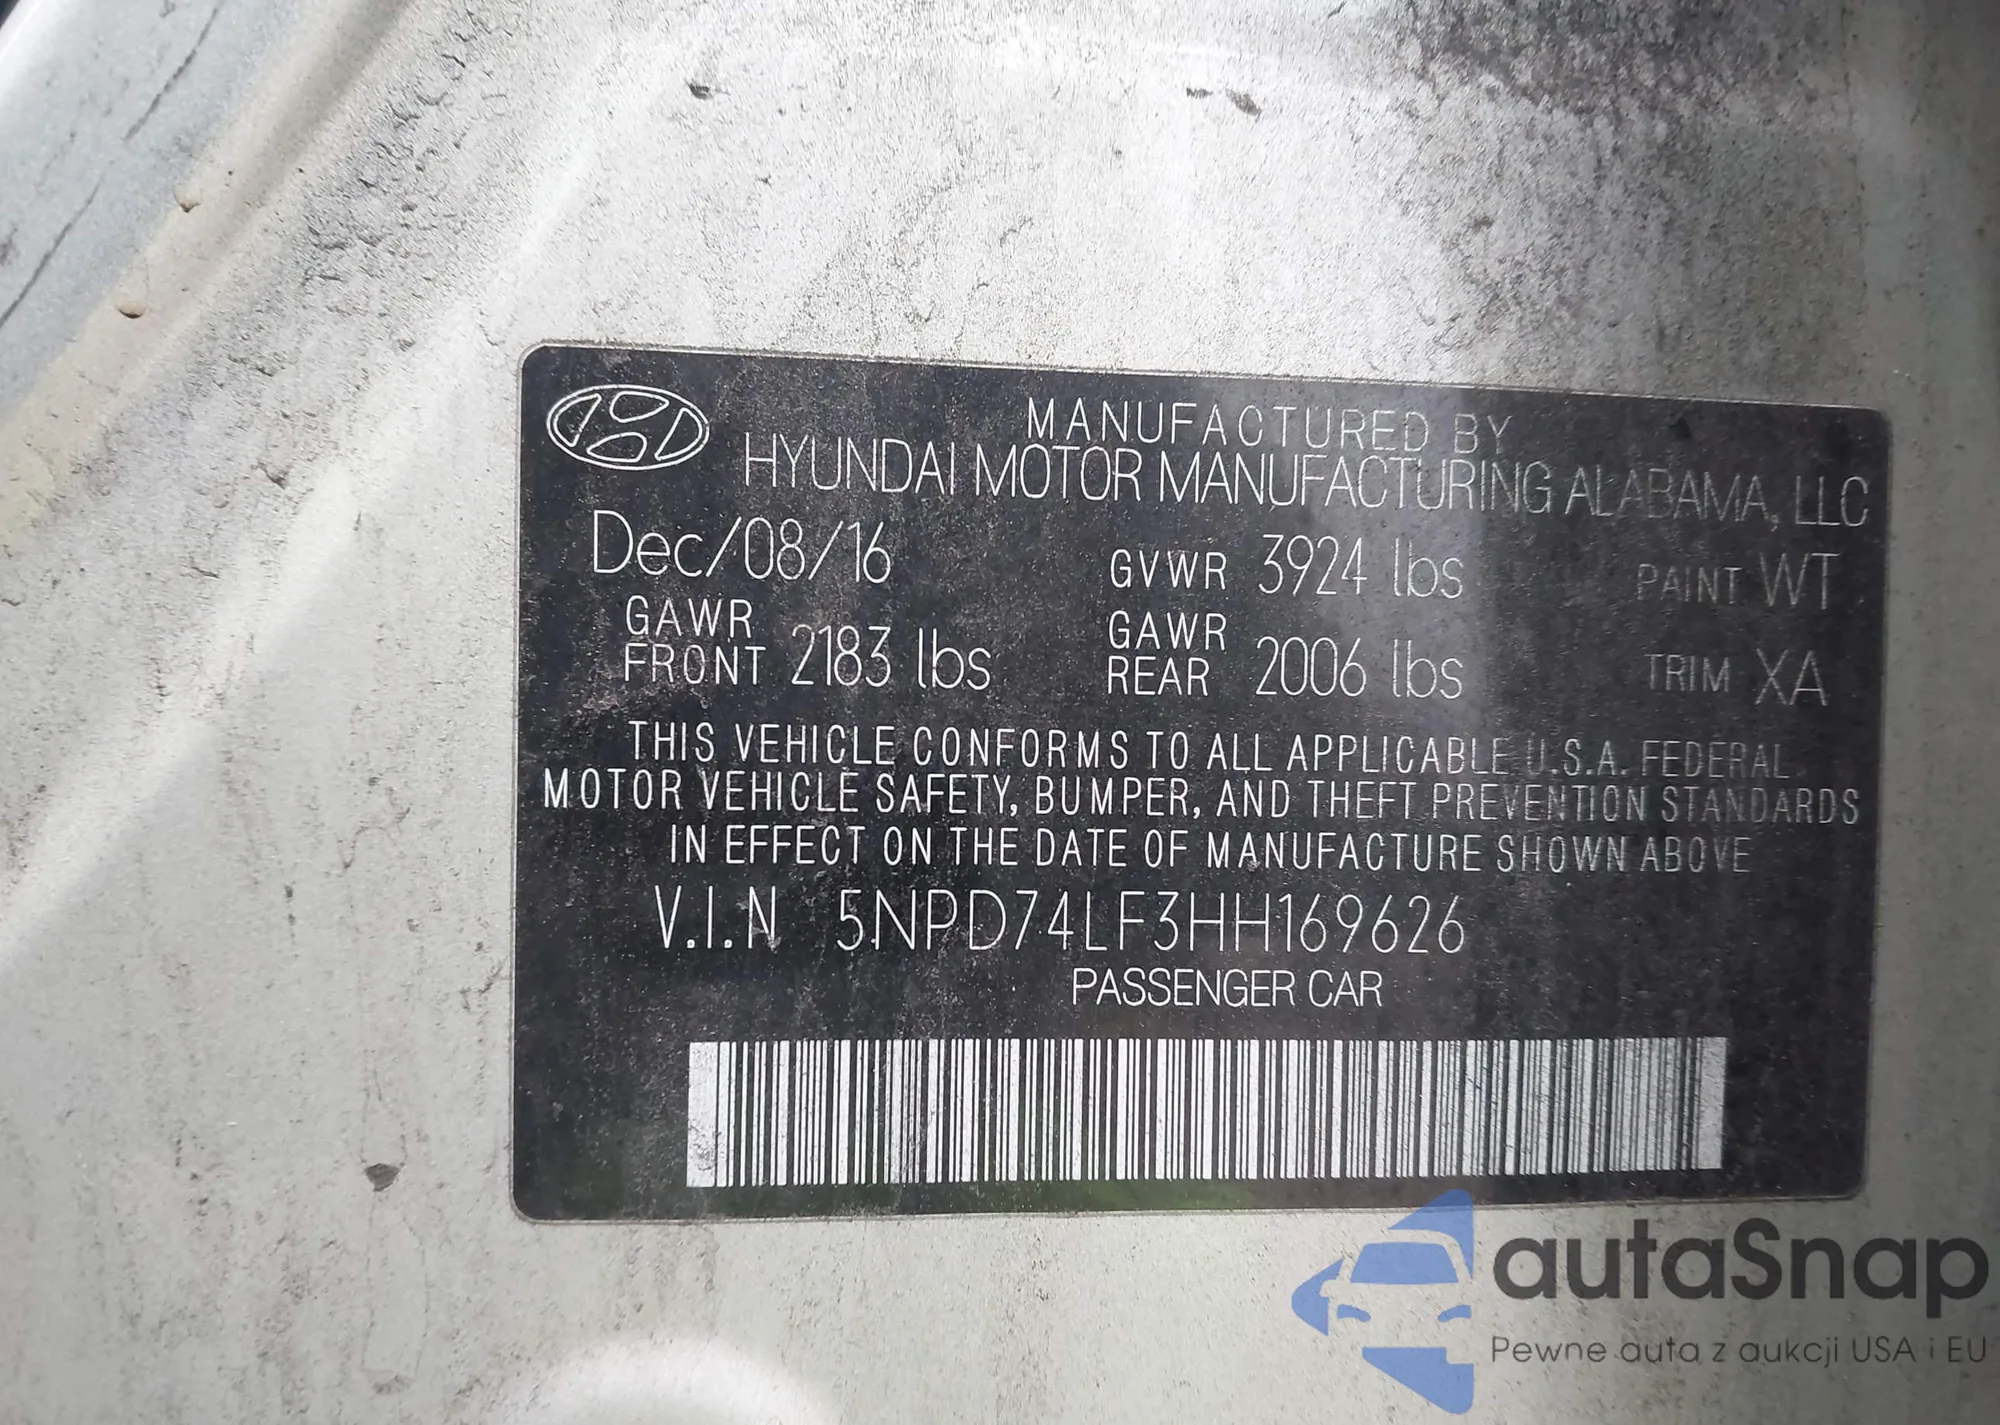 MANUFACTURED BY
HYUNDAI MOTOR MANUFACTURING ALABAMA, LLC
Dec/08/16 GVWR 3924 lbs PAINT WT
GAWR FRONT 2183 lbs GAWR REAR 2006 lbs TRIM XA
THIS VEHICLE CONFORMS TO ALL APPLICABLE U.S.A. FEDERAL
MOTOR VEHICLE SAFETY, BUMPER, AND THEFT PREVENTION STANDARDS
IN EFFECT ON THE DATE OF MANUFACTURE SHOWN ABOVE
V.I.N 5NPD74LF3HH169626
PASSENGER CAR
autaSnap
Pewne auta z aukcji USA i EU